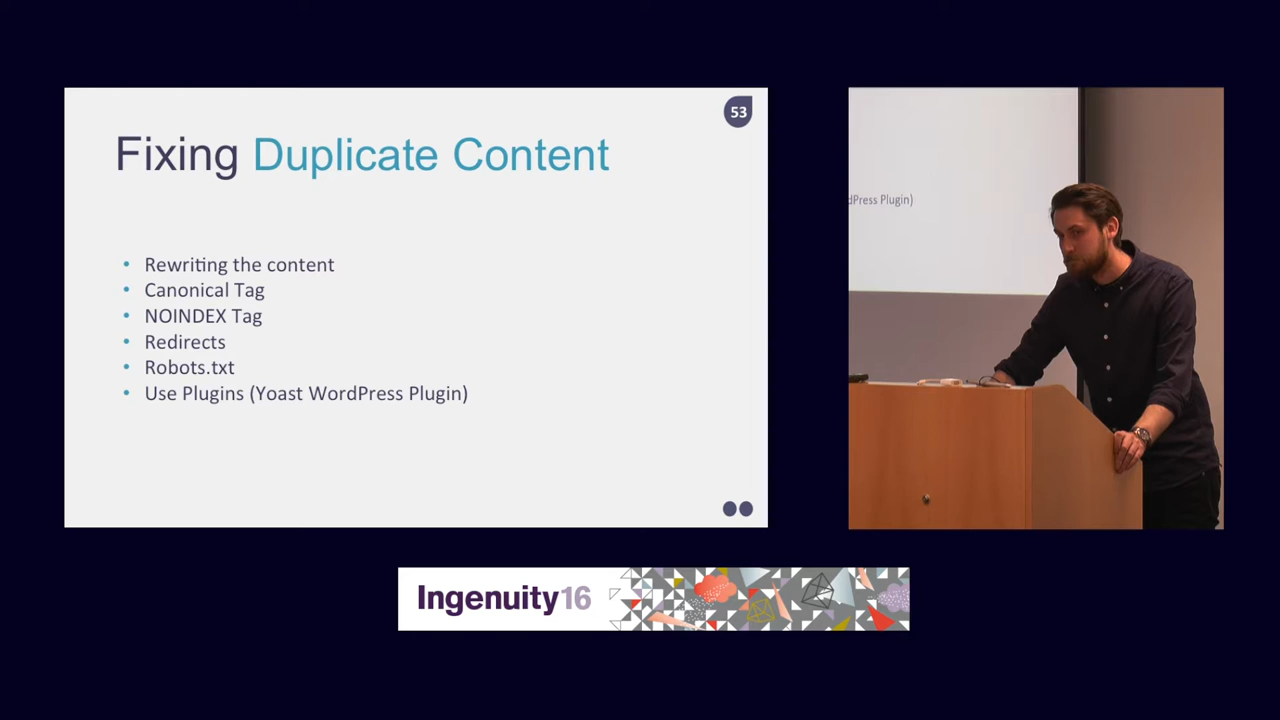 53
Fixing Duplicate Content
• Rewriting the content
• Canonical Tag
• NOINDEX Tag
• Redirects
• Robots.txt
• Use Plugins (Yoast WordPress Plugin)
dPress Plugin)
Ingenuity16